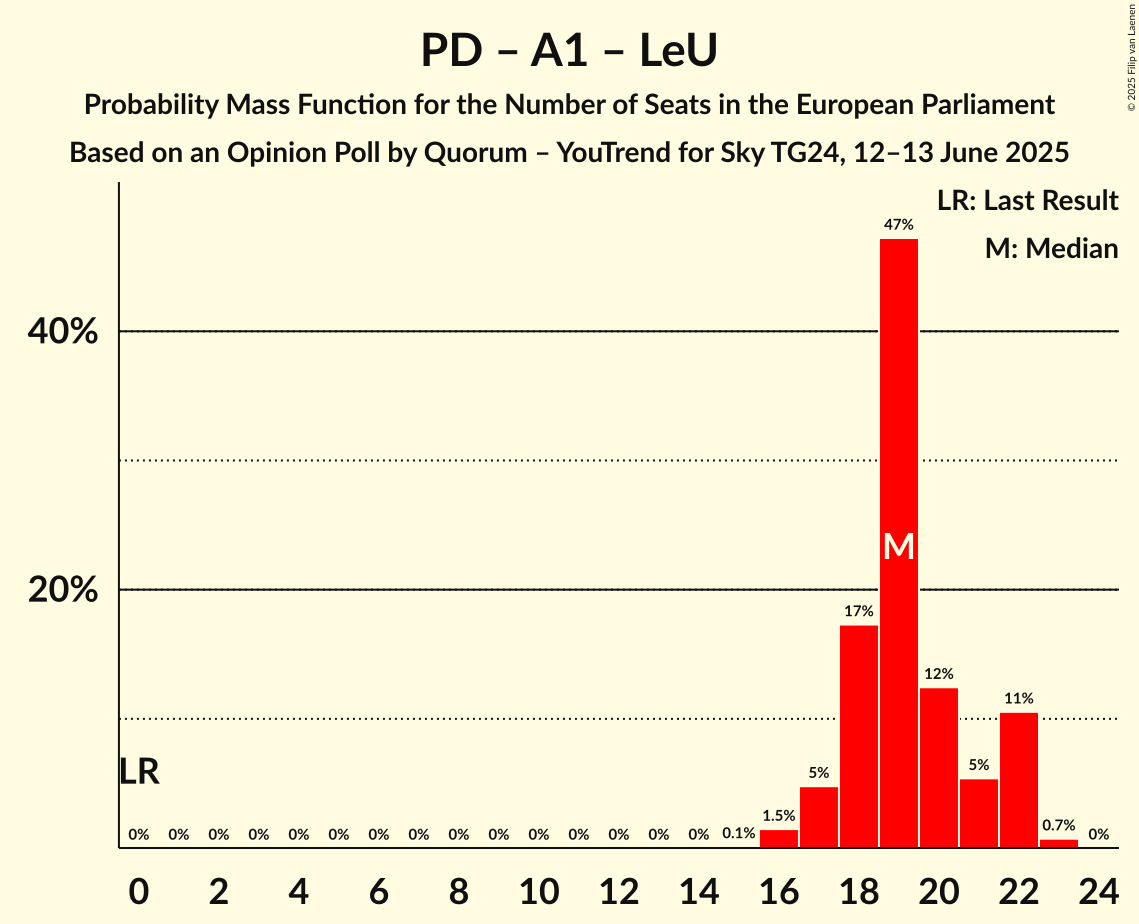 PD – A1 – LeU
Probability Mass Function for the Number of Seats in the European Parliament
Based on an Opinion Poll by Quorum – YouTrend for Sky TG24, 12–13 June 2025
© 2025 Filip van Laenen
LR: Last Result
M: Median
40%
20%
47%
M
17%
12%
11%
5%
5%
LR
1.5%
0.7%
0% 0% 0% 0% 0% 0% 0% 0% 0% 0% 0% 0% 0% 0% 0% 0.1% 0%
0 2 4 6 8 10 12 14 16 18 20 22 24